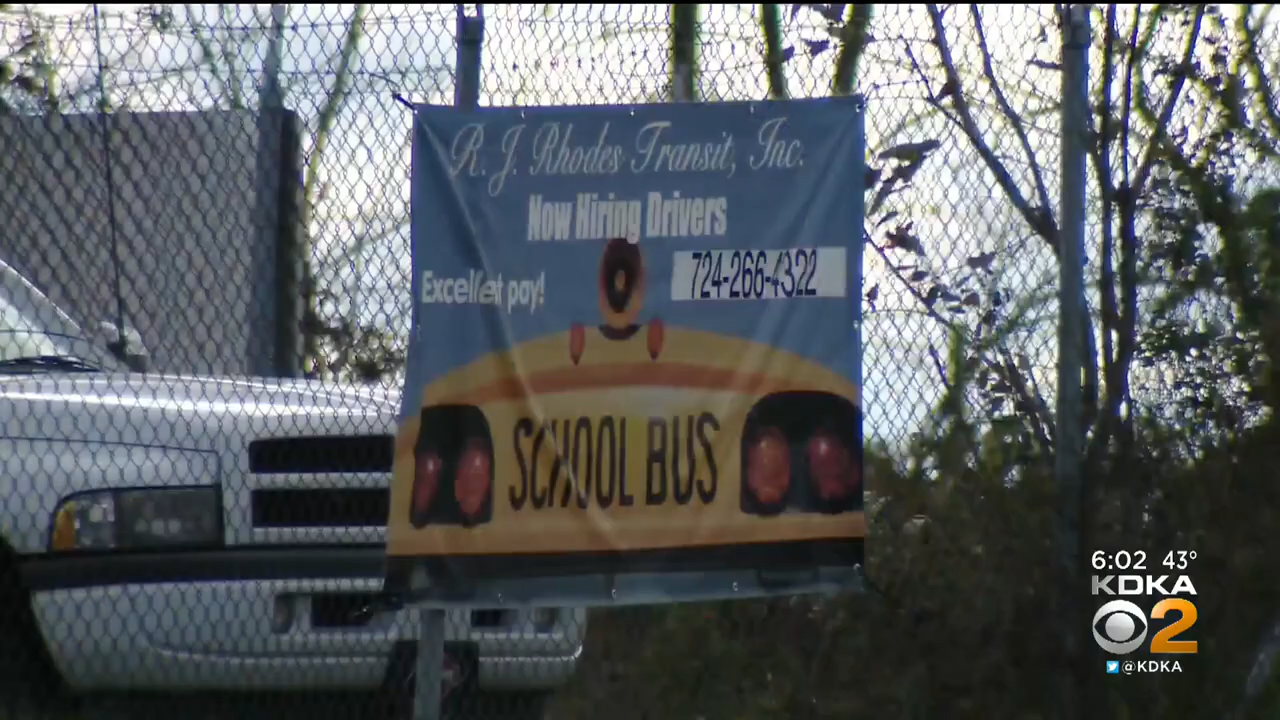 R. J. Rhodes Transit, Inc.
Now Hiring Drivers
Excellent pay!
724-266-4322
SCHOOL BUS
6:02 43°
KDKA
2
@KDKA